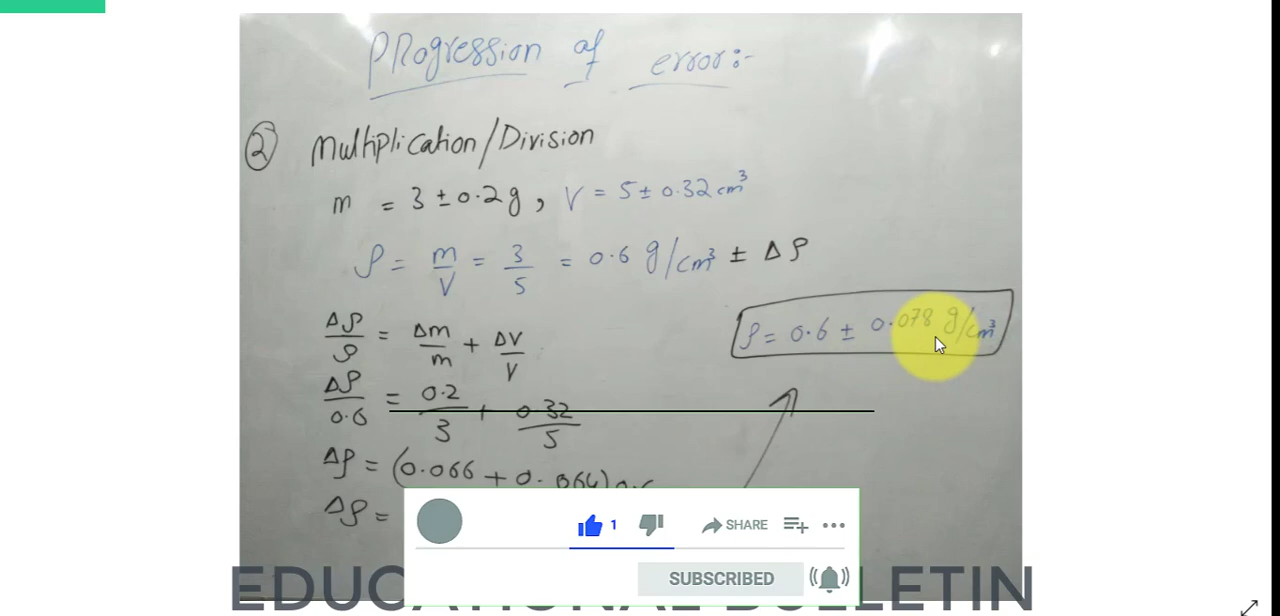 Progression of error:-
② Multiplication/Division
m = 3 ± 0.2g, V = 5 ± 0.32 cm³
ρ = m/V = 3/5 = 0.6 g/cm³ ± Δρ
Δρ/ρ = Δm/m + ΔV/V
ρ = 0.6 ± 0.078 g/cm³
Δρ/0.6 = 0.2/3 + 0.32/5
Δρ = (0.066 + 0.064)
Δρ =
1 SHARE
SUBSCRIBED
EDUC LETIN